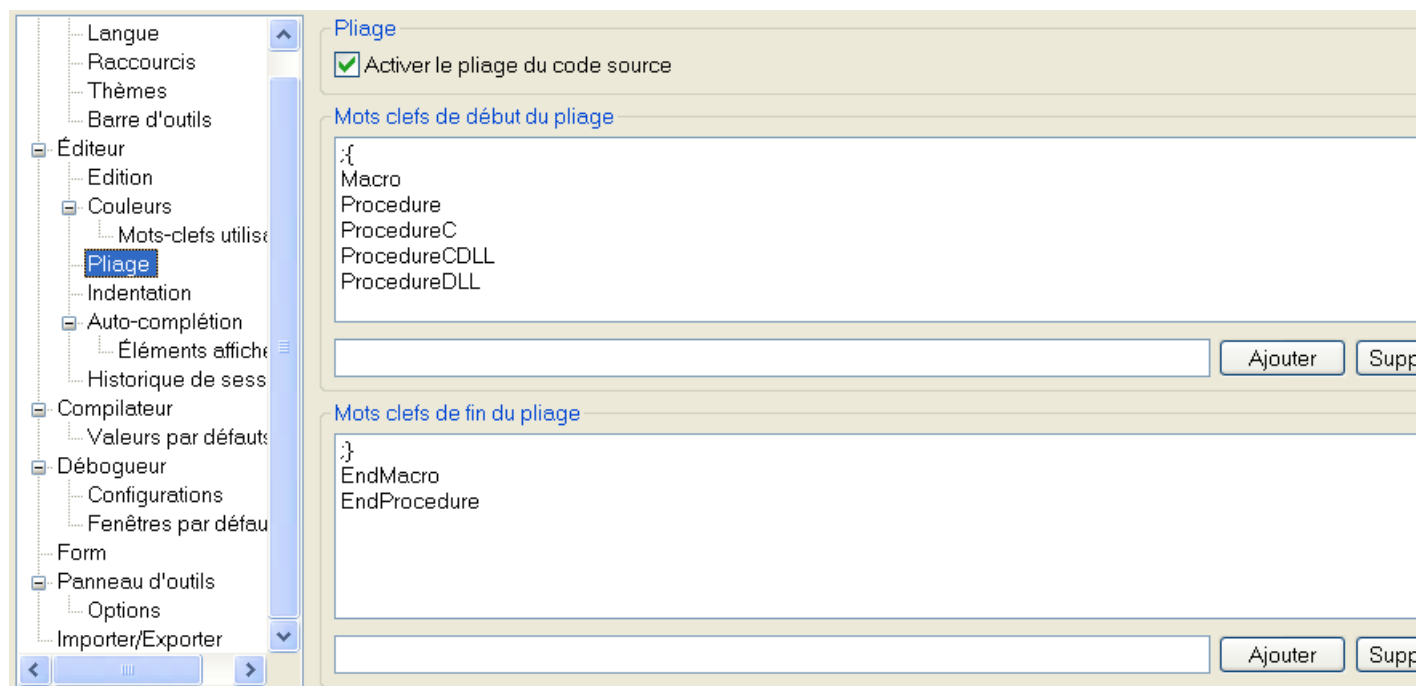 Langue
Raccourcis
Thèmes
Barre d'outils
Éditeur
Edition
Couleurs
Mots-clefs utilisa
Pliage
Indentation
Auto-complétion
Éléments affiché
Historique de sess
Compilateur
Valeurs par défauts
Débogueur
Configurations
Fenêtres par défau
Form
Panneau d'outils
Options
Importer/Exporter
Pliage
Activer le pliage du code source
Mots clefs de début du pliage
;{
Macro
Procedure
ProcedureC
ProcedureCDLL
ProcedureDLL
Ajouter
Supp
Mots clefs de fin du pliage
;}
EndMacro
EndProcedure
Ajouter
Supp